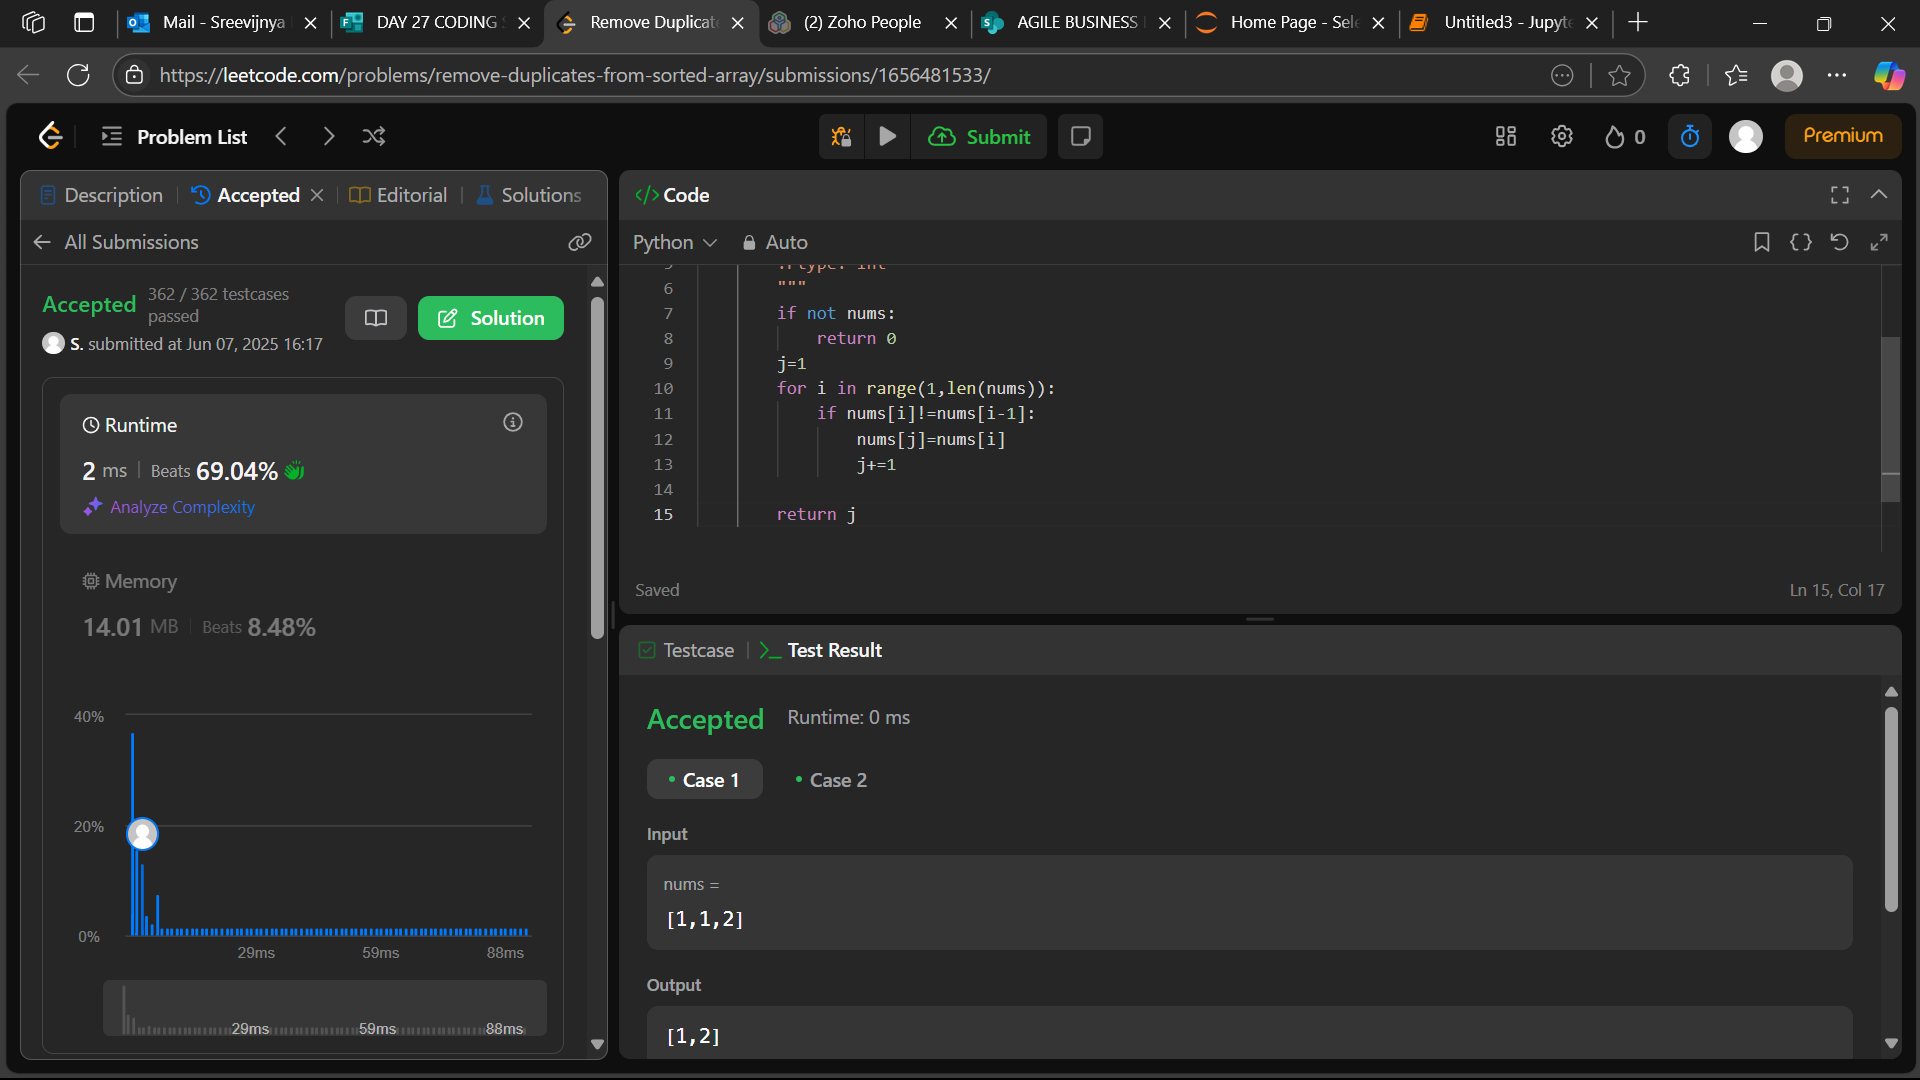 Mail - Sreevijnya
DAY 27 CODING
Remove Duplicat
(2) Zoho People
AGILE BUSINESS
Home Page - Sele
Untitled3 - Jupyte
https://leetcode.com/problems/remove-duplicates-from-sorted-array/submissions/1656481533/
Problem List
Submit
0
Premium
Description
Accepted
Editorial
Solutions
All Submissions
Accepted
362 / 362 testcases passed
S. submitted at Jun 07, 2025 16:17
Solution
Runtime
2 ms
Beats 69.04%
Analyze Complexity
Memory
14.01 MB
Beats 8.48%
40%
20%
0%
29ms
59ms
88ms
29ms
59ms
88ms
</> Code
Python
Auto
5 :rtype: int
6 """
7 if not nums:
8 return 0
9 j=1
10 for i in range(1,len(nums)):
11 if nums[i]!=nums[i-1]:
12 nums[j]=nums[i]
13 j+=1
14
15 return j
Saved
Ln 15, Col 17
Testcase
Test Result
Accepted
Runtime: 0 ms
Case 1
Case 2
Input
nums =
[1,1,2]
Output
[1,2]